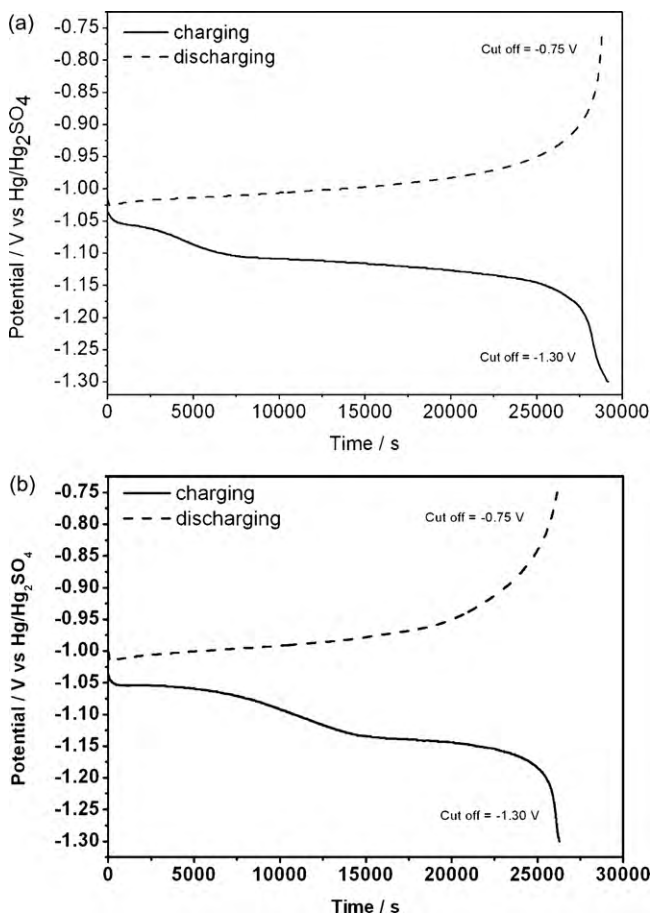 (a)
-0.75
-0.80
-0.85
-0.90
-0.95
-1.00
-1.05
-1.10
-1.15
-1.20
-1.25
-1.30
Potential / V vs Hg/Hg₂SO₄
charging
discharging
Cut off = -0.75 V
Cut off = -1.30 V
0 5000 10000 15000 20000 25000 30000
Time / s
(b)
-0.75
-0.80
-0.85
-0.90
-0.95
-1.00
-1.05
-1.10
-1.15
-1.20
-1.25
-1.30
Potential / V vs Hg/Hg₂SO₄
charging
discharging
Cut off = -0.75 V
Cut off = -1.30 V
0 5000 10000 15000 20000 25000 30000
Time / s